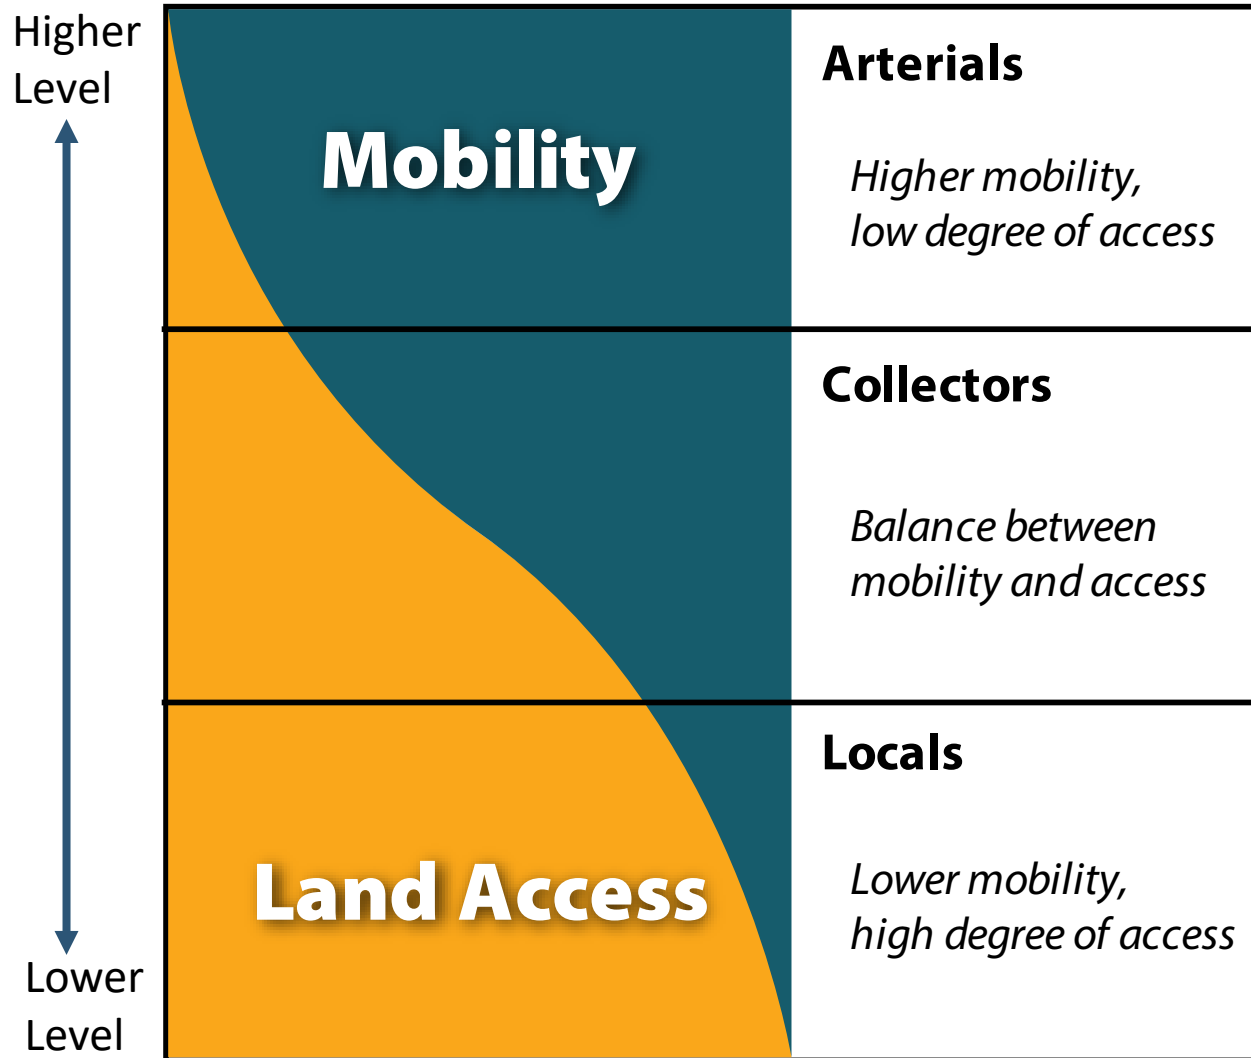 Higher
Level
Mobility
Arterials
Higher mobility,
low degree of access
Collectors
Balance between
mobility and access
Land Access
Locals
Lower mobility,
high degree of access
Lower
Level